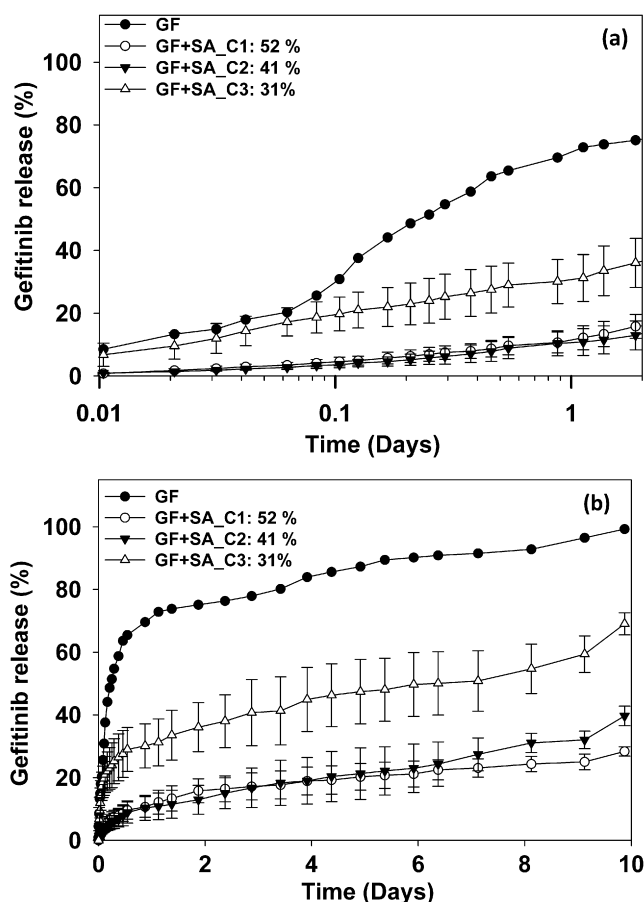 (a)
GF
GF+SA_C1: 52 %
GF+SA_C2: 41 %
GF+SA_C3: 31%
Gefitinib release (%)
100
80
60
40
20
0
0.01 0.1 1
Time (Days)
(b)
GF
GF+SA_C1: 52 %
GF+SA_C2: 41 %
GF+SA_C3: 31%
Gefitinib release (%)
100
80
60
40
20
0
0 2 4 6 8 10
Time (Days)